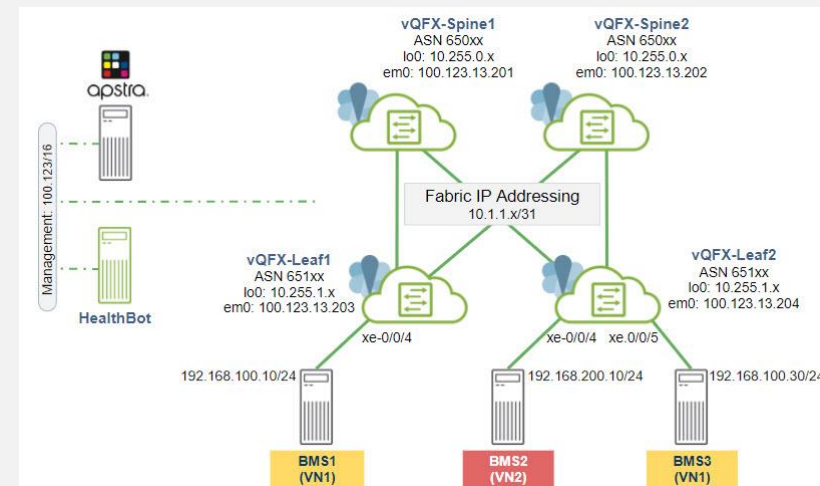 vQFX-Spine1
ASN 650xx
lo0: 10.255.0.x
em0: 100.123.13.201
vQFX-Spine2
ASN 650xx
lo0: 10.255.0.x
em0: 100.123.13.202
apstra.
Management: 100.123/16
HealthBot
Fabric IP Addressing
10.1.1.x/31
vQFX-Leaf1
ASN 651xx
lo0: 10.255.1.x
em0: 100.123.13.203
vQFX-Leaf2
ASN 651xx
lo0: 10.255.1.x
em0: 100.123.13.204
xe-0/0/4
xe-0/0/4 xe.0/0/5
192.168.100.10/24
192.168.200.10/24
192.168.100.30/24
BMS1
(VN1)
BMS2
(VN2)
BMS3
(VN1)